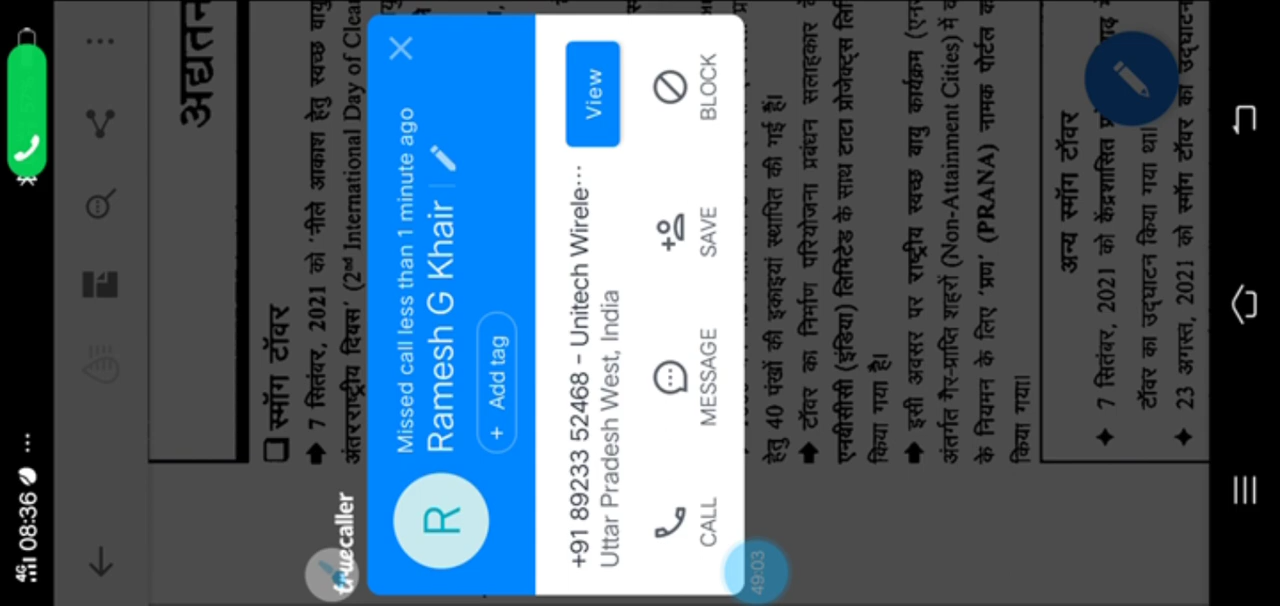 4G 08:36 ...
अद्यतन
स्मॉग टॉवर
7 सितंबर, 2021 को 'नीले आकाश हेतु स्वच्छ वायु
अंतरराष्ट्रीय दिवस' (2nd International Day of Clea
truecaller
Missed call less than 1 minute ago
Ramesh G Khair
R
+ Add tag
+91 89233 52468 - Unitech Wirele...
Uttar Pradesh West, India
View
CALL
MESSAGE
SAVE
BLOCK
49:03
हेतु 40 पंखों की इकाइयां स्थापित की गई हैं।
टॉवर का निर्माण परियोजना प्रबंधन सलाहकार
एनबीसीसी (इंडिया) लिमिटेड के साथ टाटा प्रोजेक्ट्स लि
किया गया है।
इसी अवसर पर राष्ट्रीय स्वच्छ वायु कार्यक्रम (एन
अंतर्गत गैर-प्राप्ति शहरों (Non-Attainment Cities) में
के नियमन के लिए 'प्रण' (PRANA) नामक पोर्टल
किया गया।
अन्य स्मॉग टॉवर
7 सितंबर, 2021 को केंद्रशासित
टॉवर का उद्घाटन किया गया था।
23 अगस्त, 2021 को स्मॉग टॉवर का उद्घाटन